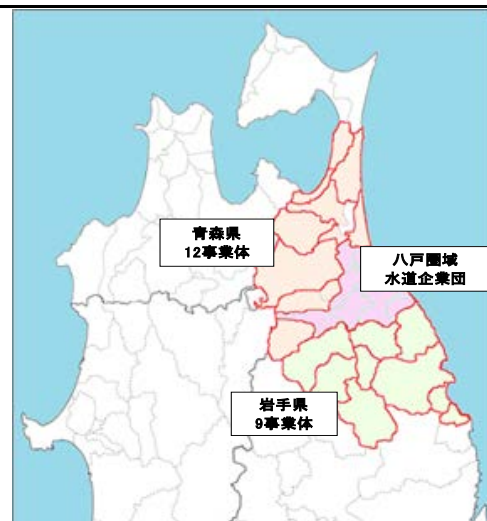 青森県
12事業体
八戸圏域
水道企業団
岩手県
9事業体